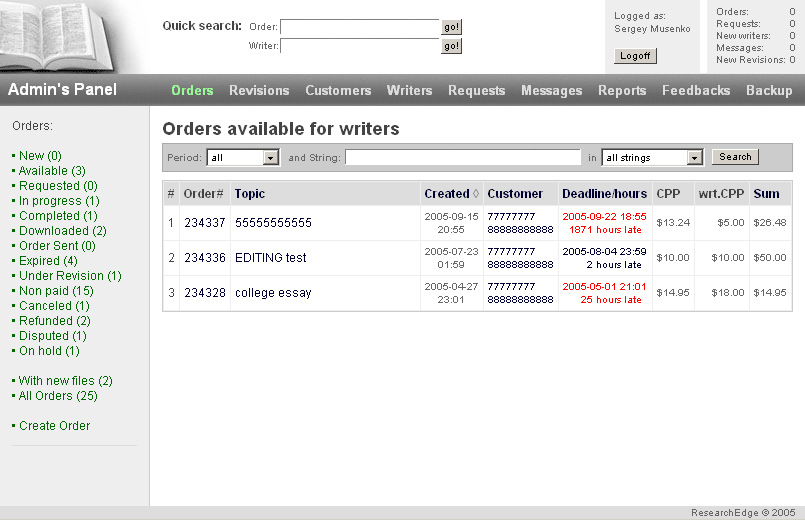 Quick search: Order: go!
Writer: go!
Logged as:
Sergey Musenko
Logoff
Orders: 0
Requests: 0
New writers: 0
Messages: 0
New Revisions: 0
Admin's Panel
Orders Revisions Customers Writers Requests Messages Reports Feedbacks Backup
Orders:
• New (0)
• Available (3)
• Requested (0)
• In progress (1)
• Completed (1)
• Downloaded (2)
• Order Sent (0)
• Expired (4)
• Under Revision (1)
• Non paid (15)
• Canceled (1)
• Refunded (2)
• Disputed (1)
• On hold (1)
• With new files (2)
• All Orders (25)
• Create Order
Orders available for writers
Period: all and String: in all strings Search
# Order# Topic Created ◊ Customer Deadline/hours CPP wrt.CPP Sum
1 234337 55555555555 2005-09-15 77777777 2005-09-22 18:55 $13.24 $5.00 $26.48
20:55 88888888888 1871 hours late
2 234336 EDITING test 2005-07-23 77777777 2005-08-04 23:59 $10.00 $10.00 $50.00
01:59 88888888888 2 hours late
3 234328 college essay 2005-04-27 77777777 2005-05-01 21:01 $14.95 $18.00 $14.95
23:01 88888888888 25 hours late
ResearchEdge © 2005